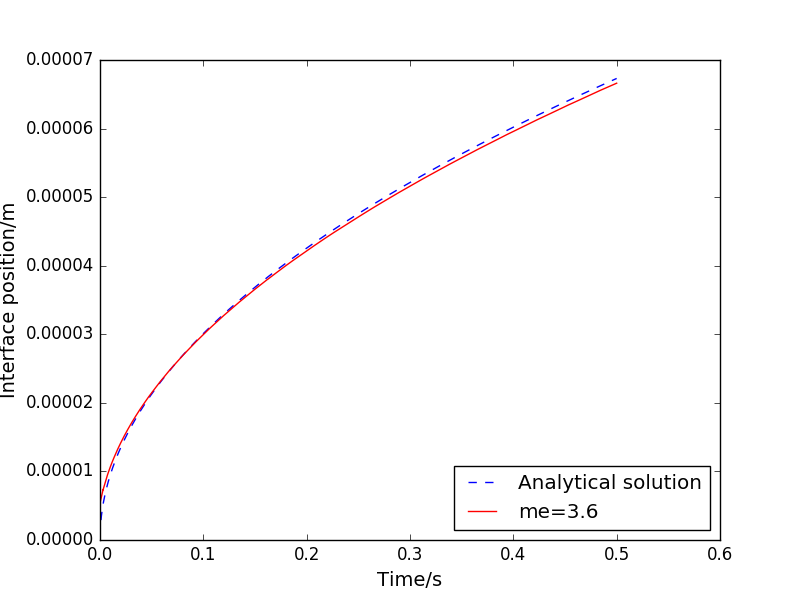 0.00007
0.00006
0.00005
0.00004
0.00003
0.00002
0.00001
0.00000
Interface position/m
0.0 0.1 0.2 0.3 0.4 0.5 0.6
Time/s
Analytical solution
me=3.6